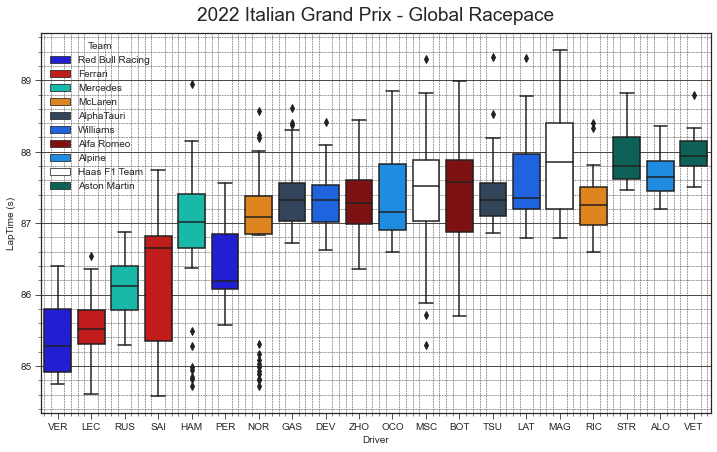 2022 Italian Grand Prix - Global Racepace
Team
Red Bull Racing
Ferrari
Mercedes
McLaren
AlphaTauri
Williams
Alfa Romeo
Alpine
Haas F1 Team
Aston Martin
LapTime (s)
89
88
87
86
85
VER LEC RUS SAI HAM PER NOR GAS DEV ZHO OCO MSC BOT TSU LAT MAG RIC STR ALO VET
Driver